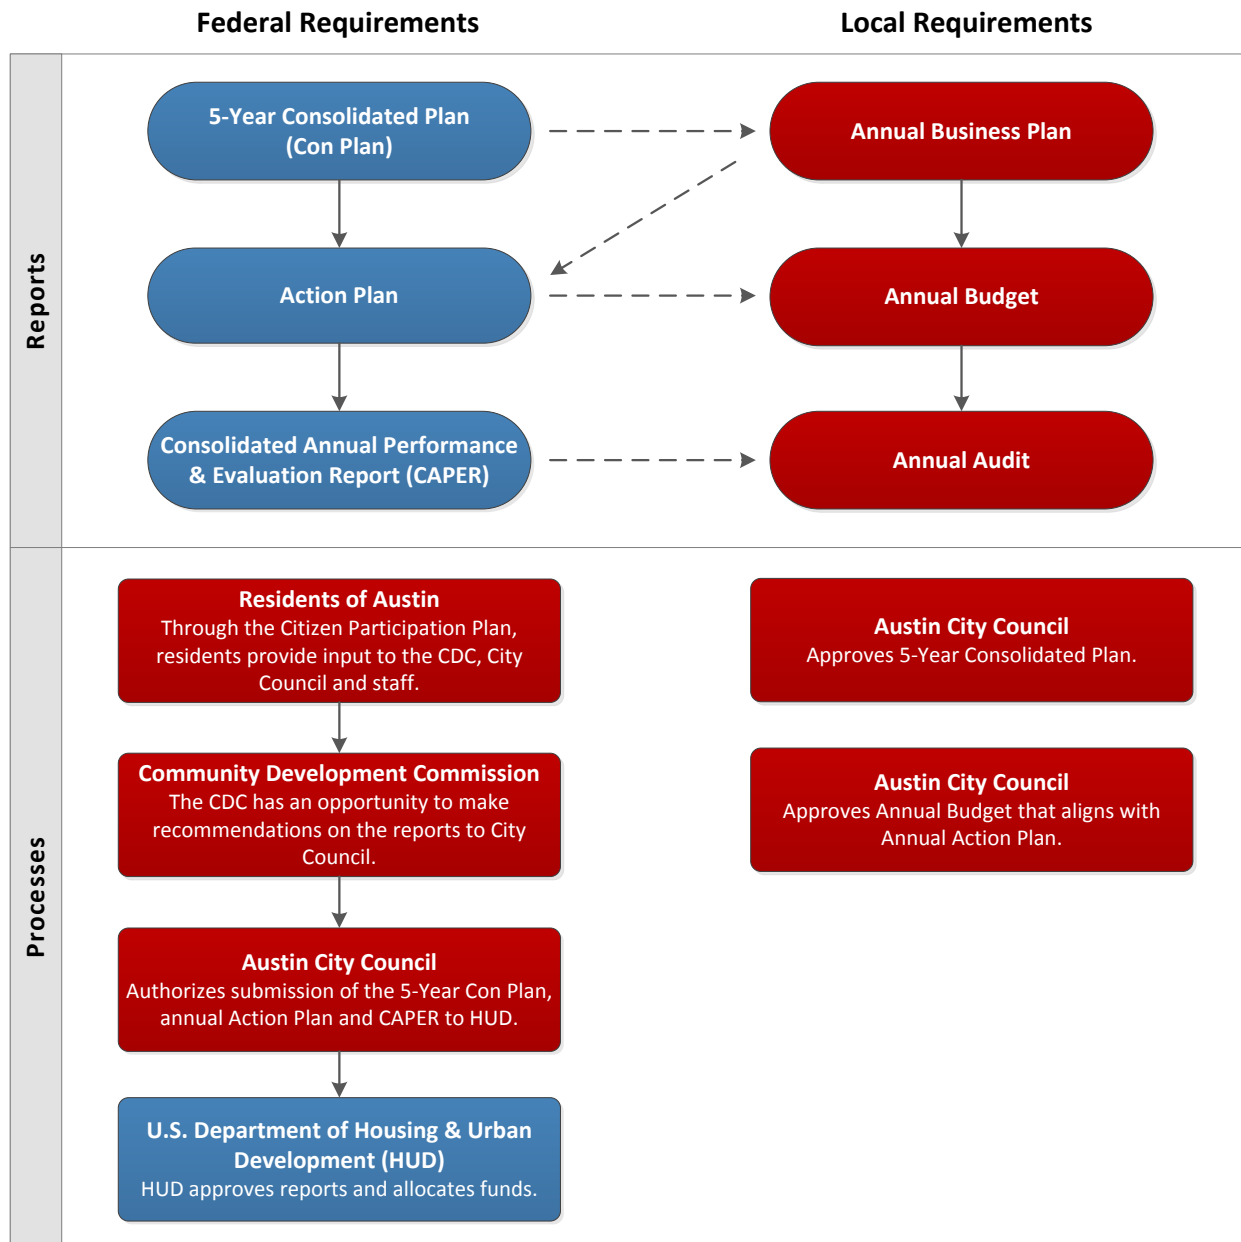 Federal Requirements
Local Requirements
Reports
5-Year Consolidated Plan
(Con Plan)
Annual Business Plan
Action Plan
Annual Budget
Consolidated Annual Performance
& Evaluation Report (CAPER)
Annual Audit
Processes
Residents of Austin
Through the Citizen Participation Plan,
residents provide input to the CDC, City
Council and staff.
Community Development Commission
The CDC has an opportunity to make
recommendations on the reports to City
Council.
Austin City Council
Authorizes submission of the 5-Year Con Plan,
annual Action Plan and CAPER to HUD.
U.S. Department of Housing & Urban
Development (HUD)
HUD approves reports and allocates funds.
Austin City Council
Approves 5-Year Consolidated Plan.
Austin City Council
Approves Annual Budget that aligns with
Annual Action Plan.